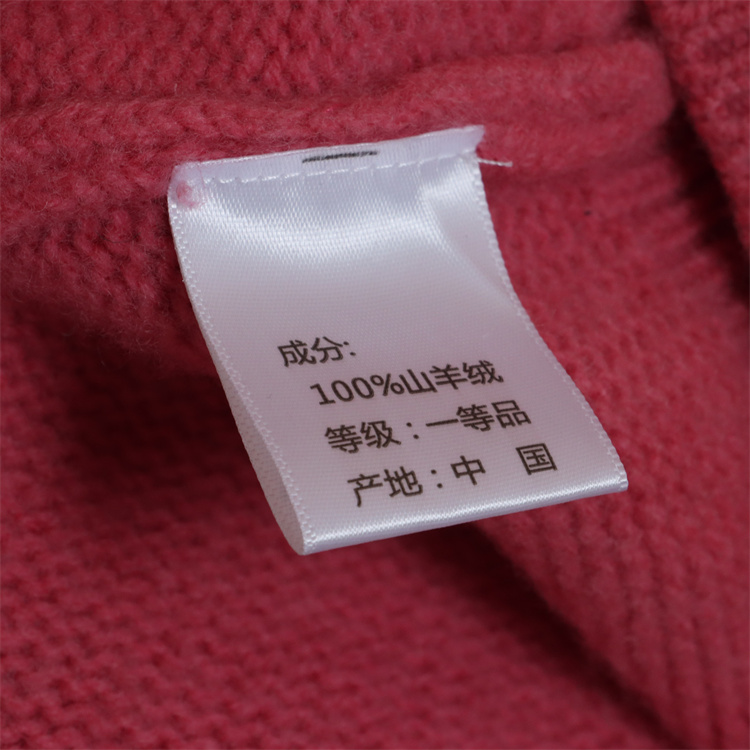 成分:
100%山羊绒
等级:一等品
产地:中 国